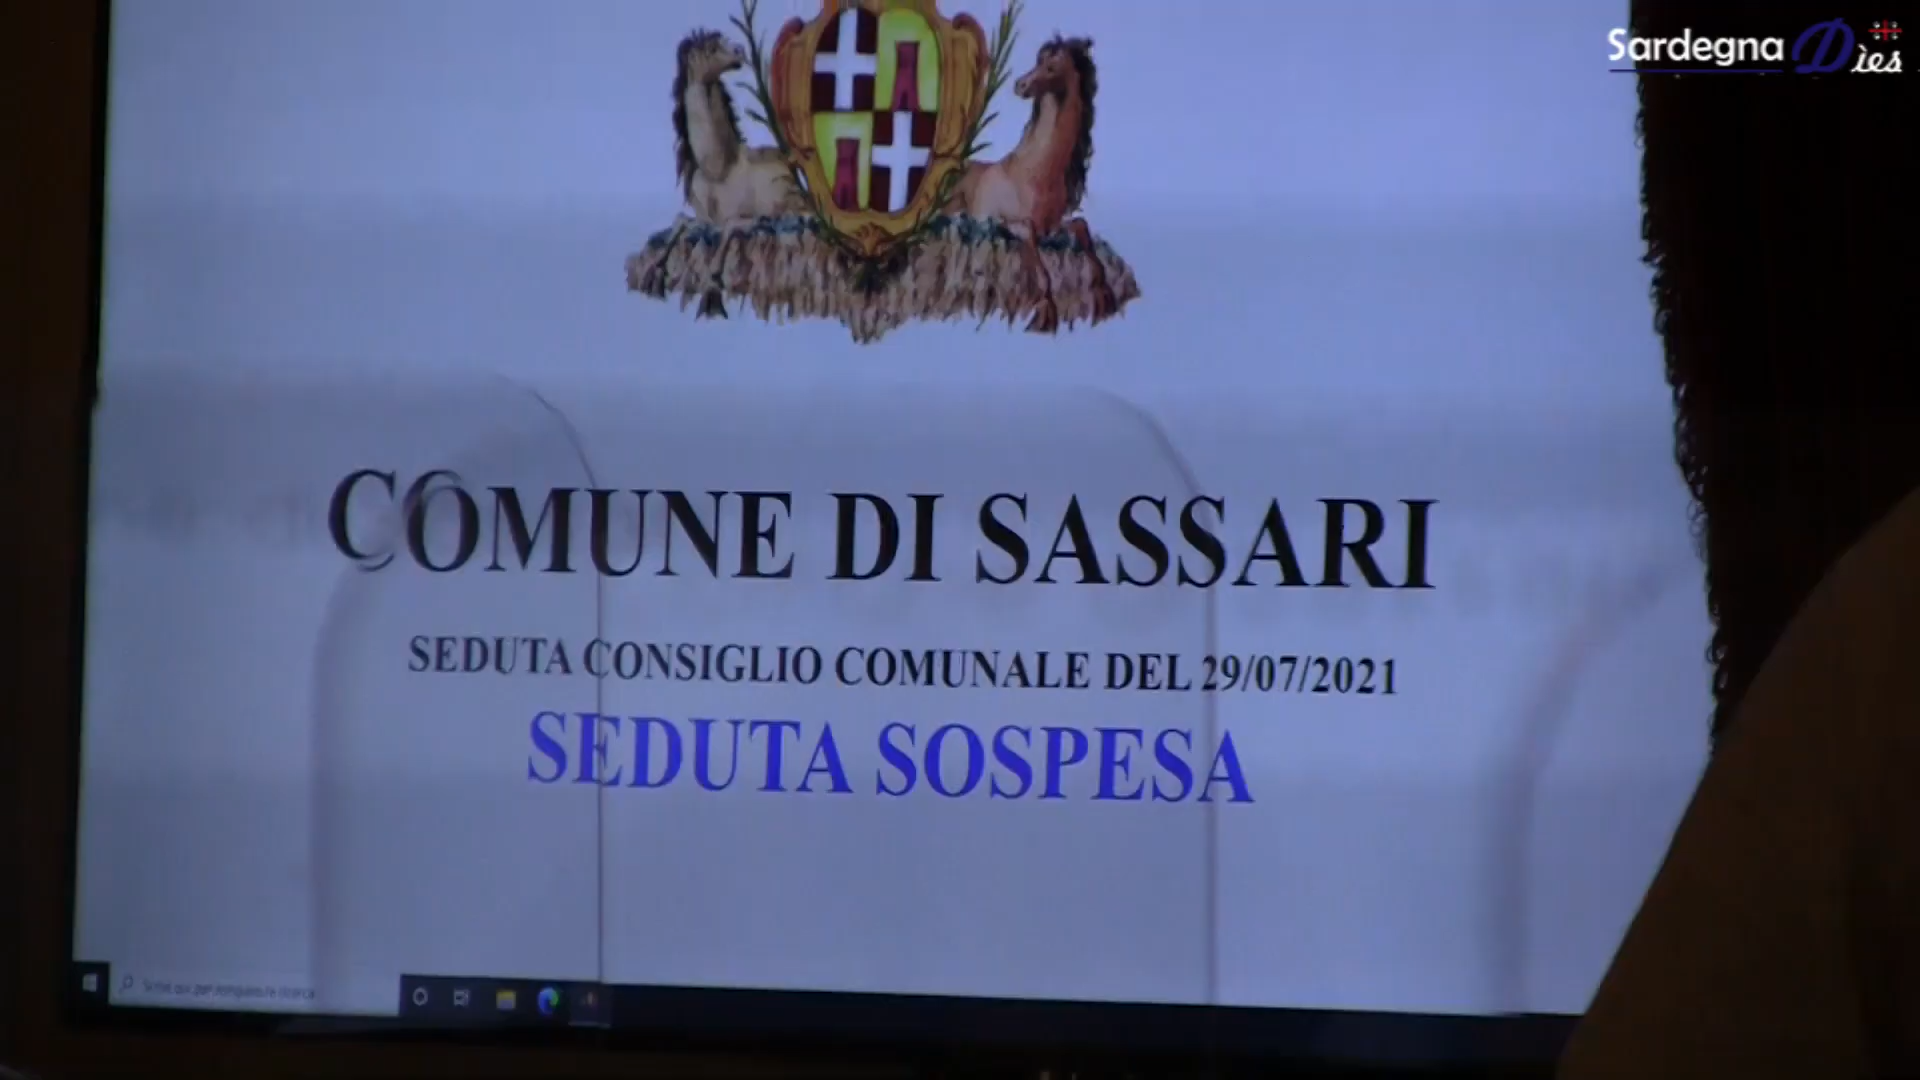 Sardegna Dies
COMUNE DI SASSARI
SEDUTA CONSIGLIO COMUNALE DEL 29/07/2021
SEDUTA SOSPESA